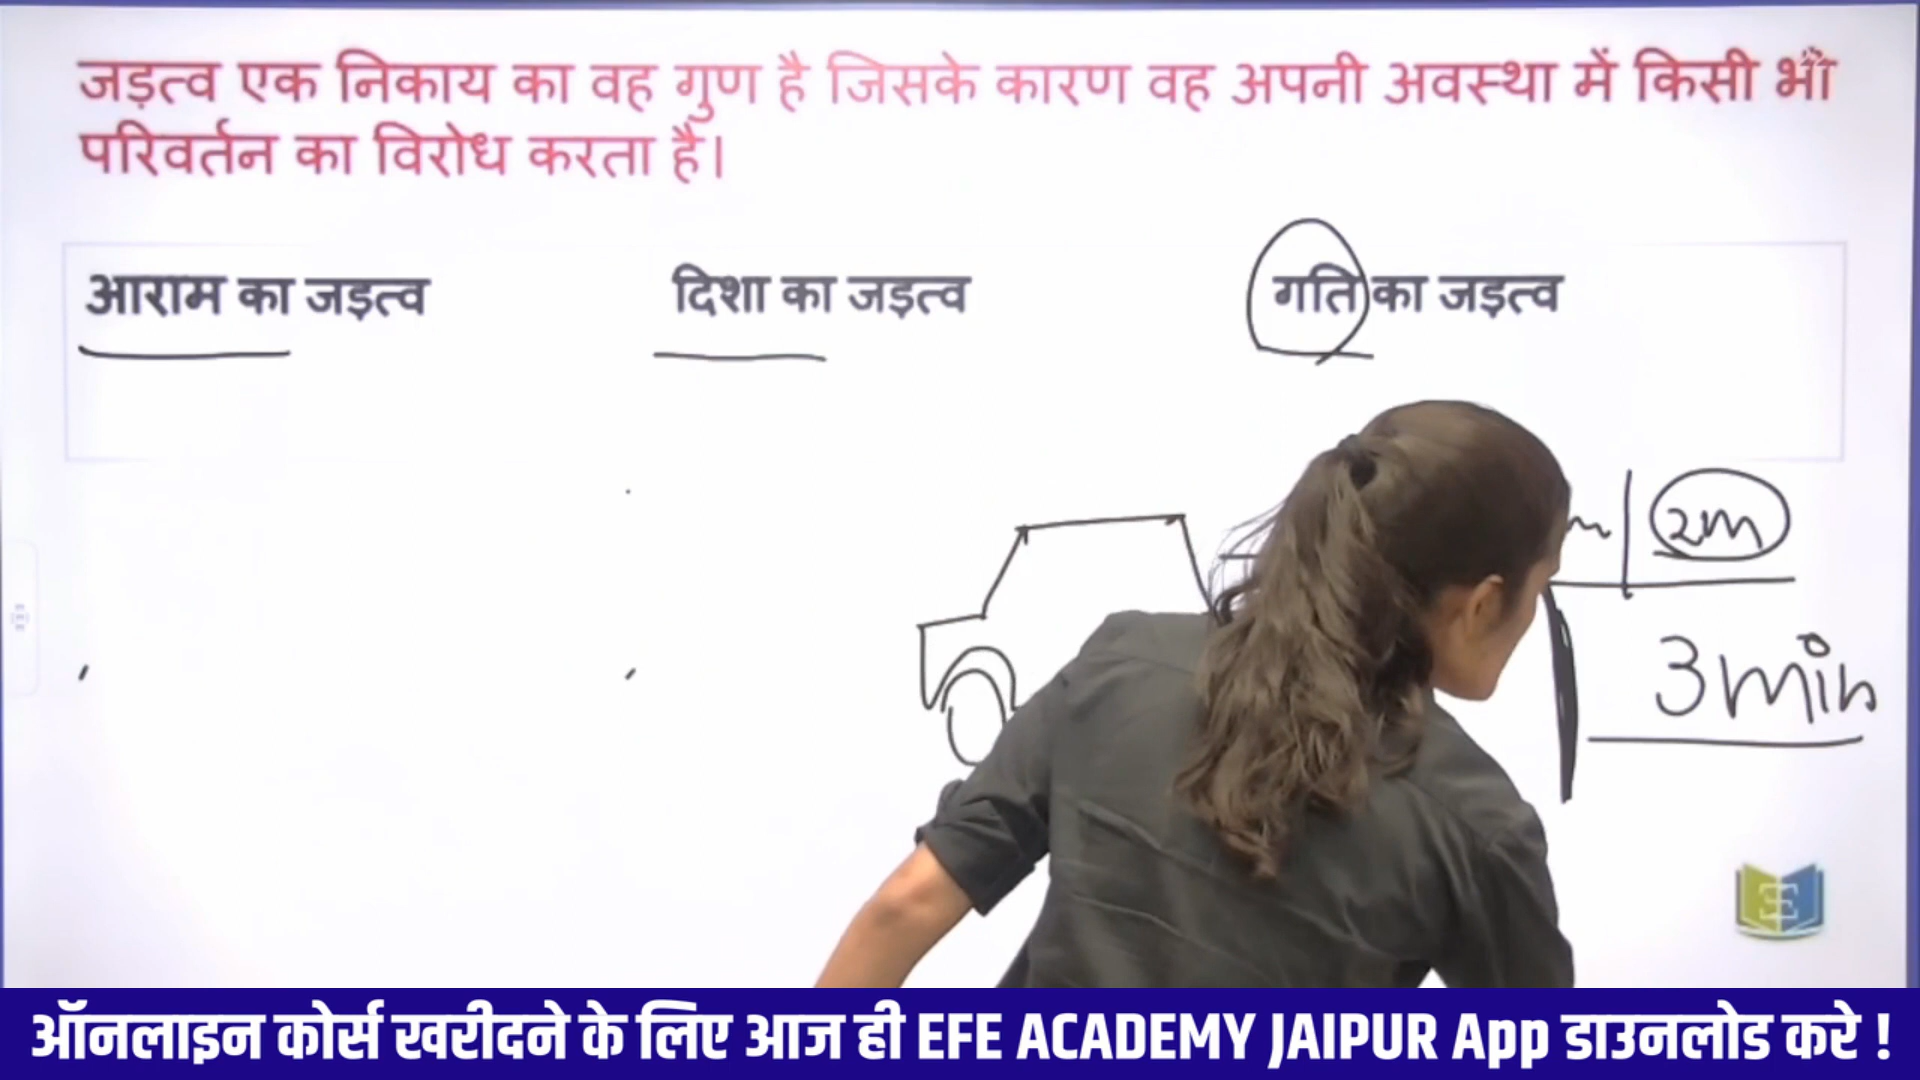 जड़त्व एक निकाय का वह गुण है जिसके कारण वह अपनी अवस्था में किसी भी
परिवर्तन का विरोध करता है।
आराम का जड़त्व
दिशा का जड़त्व
गति का जड़त्व
2m
3min
ऑनलाइन कोर्स खरीदने के लिए आज ही EFE ACADEMY JAIPUR App डाउनलोड करे !